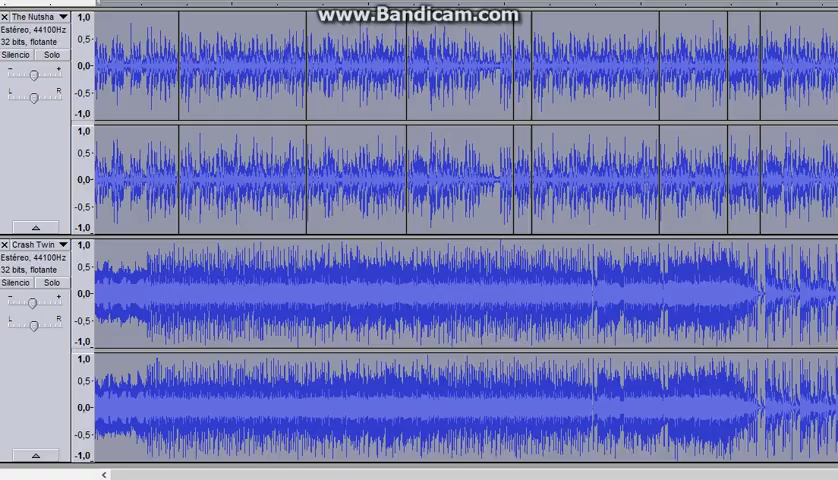 www.Bandicam.com
The Nutsha
Estéreo, 44100Hz
32 bits, flotante
Silencio Solo
- +
L R
1,0
0,5
0,0
-0,5
-1,0
1,0
0,5
0,0
-0,5
-1,0
Crash Twin
Estéreo, 44100Hz
32 bits, flotante
Silencio Solo
- +
L R
1,0
0,5
0,0
-0,5
-1,0
1,0
0,5
0,0
-0,5
-1,0